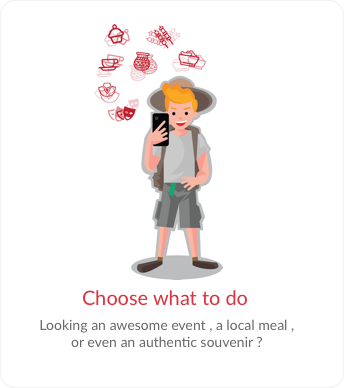 Choose what to do
Looking an awesome event , a local meal ,
or even an authentic souvenir ?